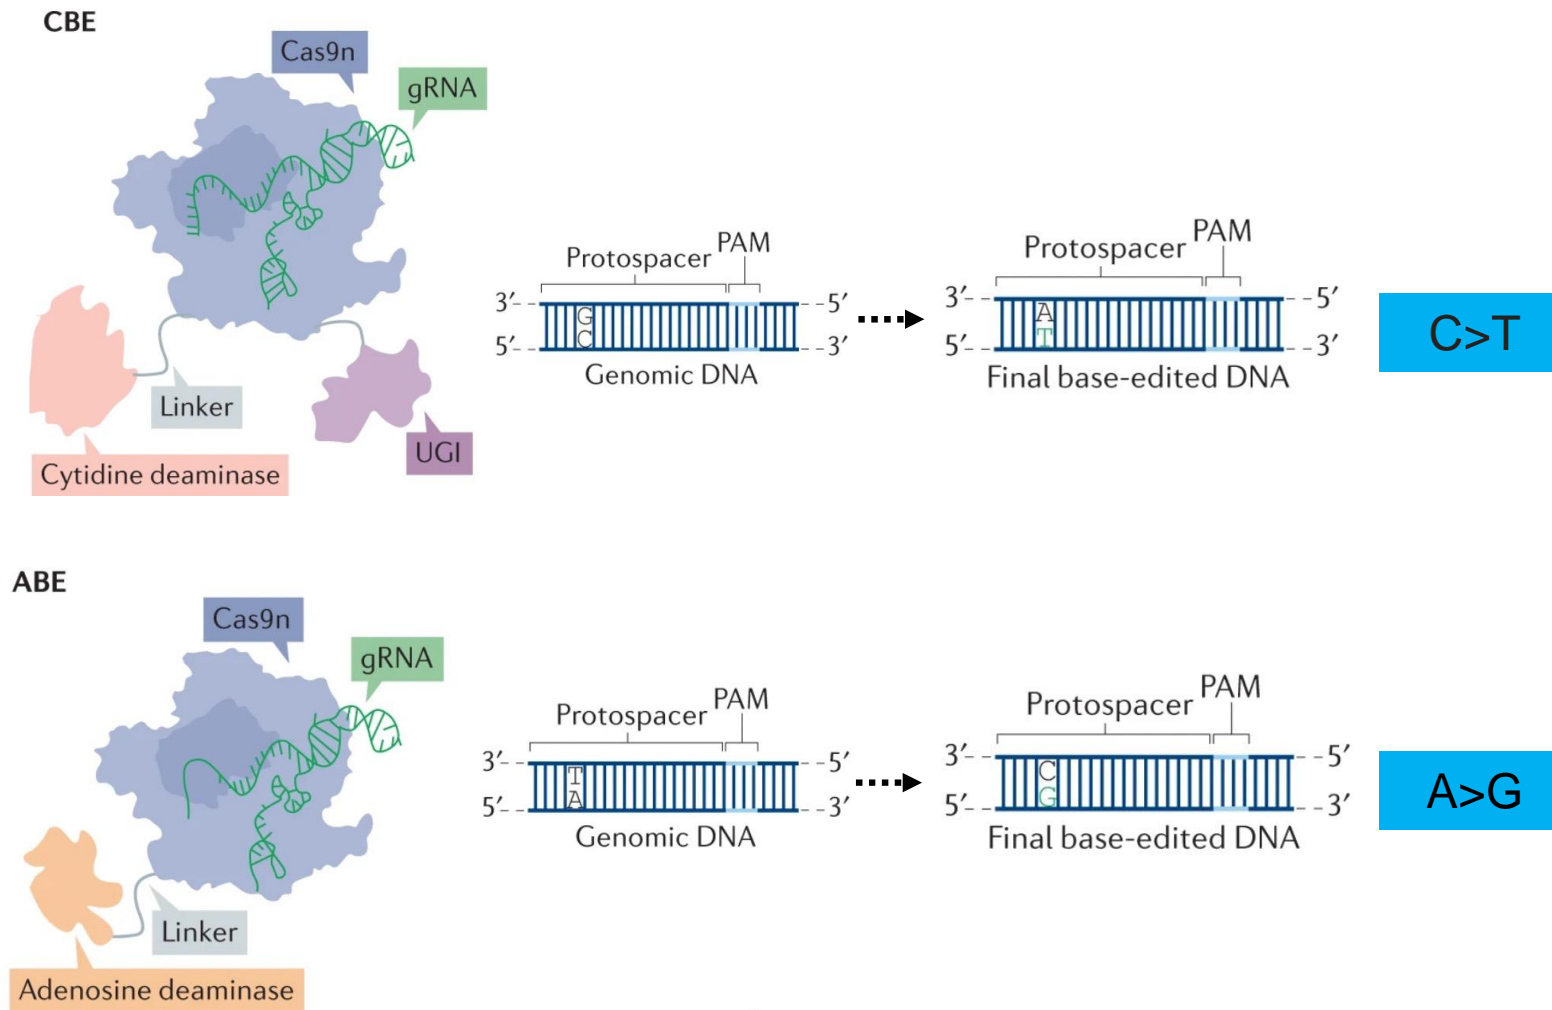 CBE
Cas9n
gRNA
PAM
Protospacer
3′ 5′
G
C
5′ 3′
Genomic DNA
PAM
Protospacer
3′ 5′
A
T
5′ 3′
Final base-edited DNA
C>T
Linker
UGI
Cytidine deaminase
ABE
Cas9n
gRNA
PAM
Protospacer
3′ 5′
T
A
5′ 3′
Genomic DNA
PAM
Protospacer
3′ 5′
C
G
5′ 3′
Final base-edited DNA
A>G
Linker
Adenosine deaminase